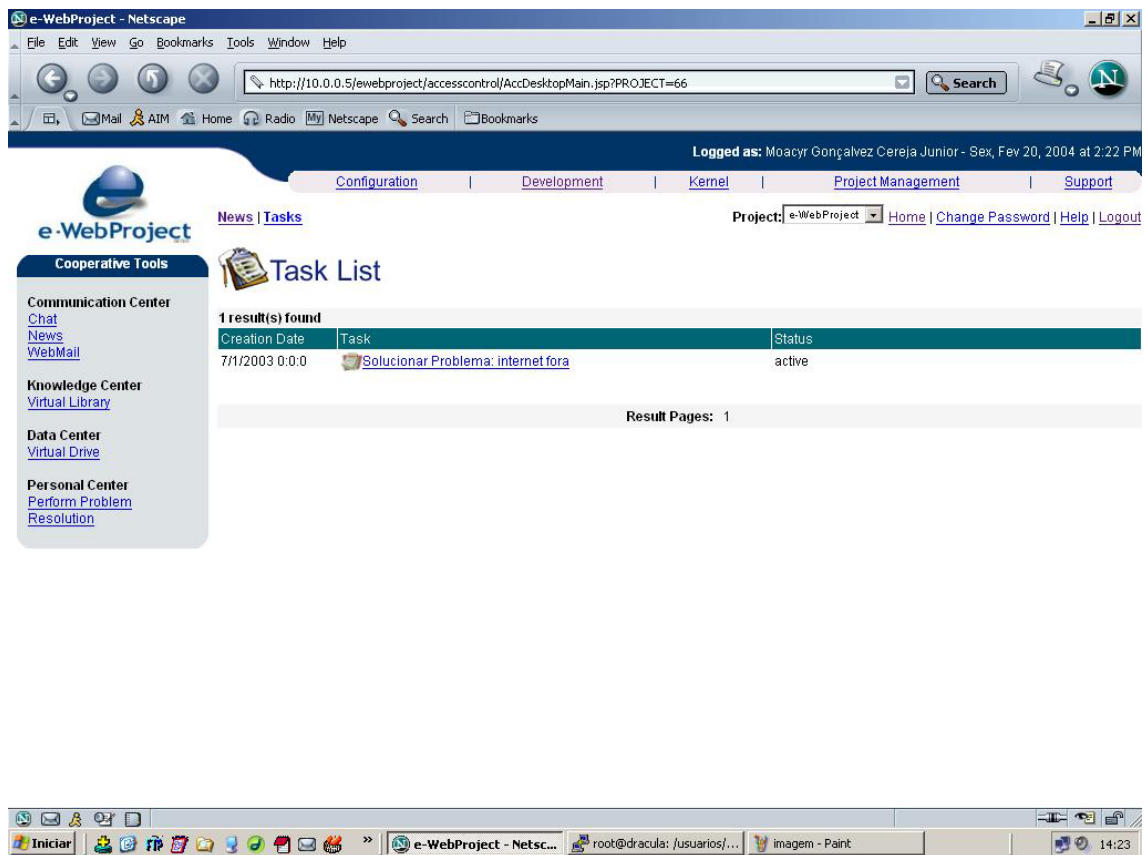 e-WebProject - Netscape
File Edit View Go Bookmarks Tools Window Help
http://10.0.0.5/ewebproject/accesscontrol/AccDesktopMain.jsp?PROJECT=66
Search
N
Mail AIM Home Radio My Netscape Search Bookmarks
Logged as: Moacyr Gonçalvez Cereja Junior - Sex, Fev 20, 2004 at 2:22 PM
Configuration | Development | Kernel | Project Management | Support
News | Tasks
Project: e-WebProject Home | Change Password | Help | Logout
e-WebProject
Cooperative Tools
Communication Center
Chat
News
WebMail
Knowledge Center
Virtual Library
Data Center
Virtual Drive
Personal Center
Perform Problem
Resolution
Task List
1 result(s) found
Creation Date Task Status
7/1/2003 0:0:0 Solucionar Problema: internet fora active
Result Pages: 1
Iniciar » e-WebProject - Netsc... root@dracula: /usuarios/... imagem - Paint 14:23